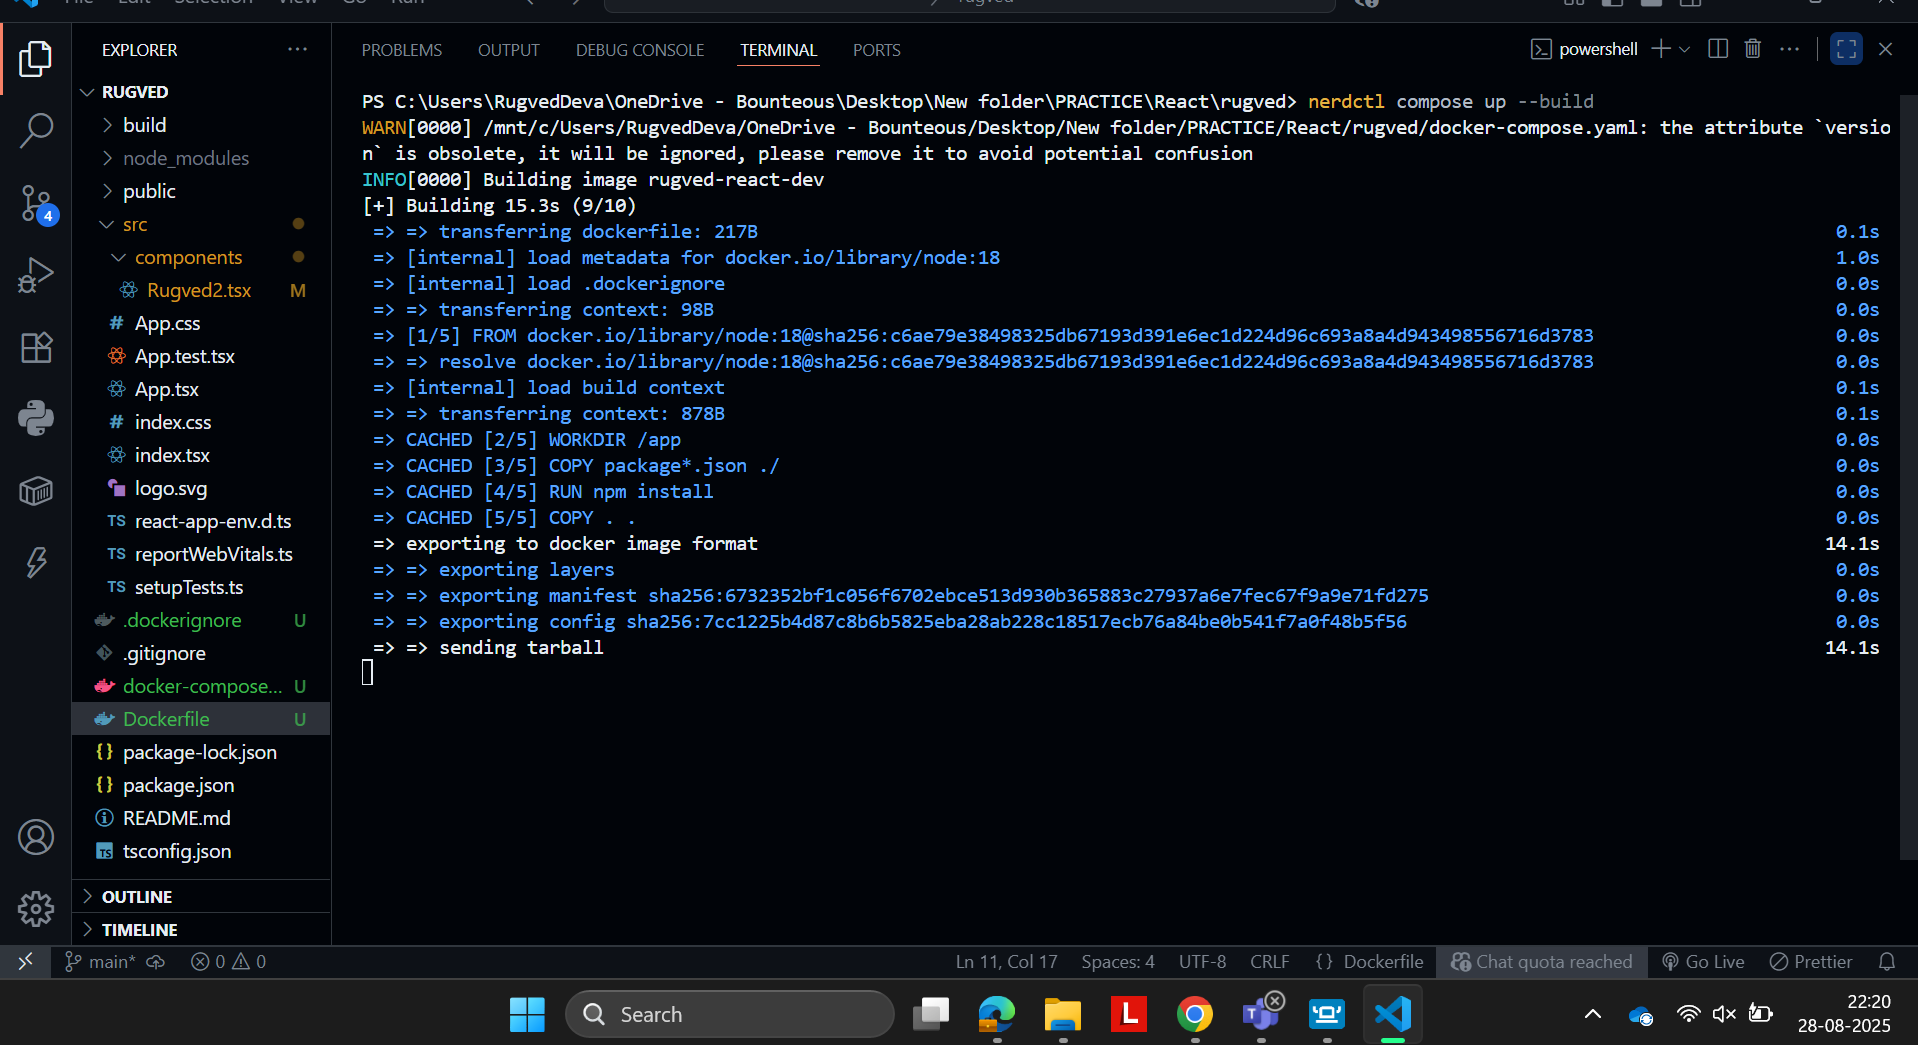 rugved
EXPLORER
PROBLEMS OUTPUT DEBUG CONSOLE TERMINAL PORTS
powershell
RUGVED
build
node_modules
public
src
components
Rugved2.tsx M
App.css
App.test.tsx
App.tsx
index.css
index.tsx
logo.svg
TS react-app-env.d.ts
TS reportWebVitals.ts
TS setupTests.ts
.dockerignore U
.gitignore
docker-compose... U
Dockerfile U
{} package-lock.json
{} package.json
README.md
TS tsconfig.json
OUTLINE
TIMELINE
4
PS C:\Users\RugvedDeva\OneDrive - Bounteous\Desktop\New folder\PRACTICE\React\rugved> nerdctl compose up --build
WARN[0000] /mnt/c/Users/RugvedDeva/OneDrive - Bounteous/Desktop/New folder/PRACTICE/React/rugved/docker-compose.yaml: the attribute `versio
n` is obsolete, it will be ignored, please remove it to avoid potential confusion
INFO[0000] Building image rugved-react-dev
[+] Building 15.3s (9/10)
=> => transferring dockerfile: 217B 0.1s
=> [internal] load metadata for docker.io/library/node:18 1.0s
=> [internal] load .dockerignore 0.0s
=> => transferring context: 98B 0.0s
=> [1/5] FROM docker.io/library/node:18@sha256:c6ae79e38498325db67193d391e6ec1d224d96c693a8a4d943498556716d3783 0.0s
=> => resolve docker.io/library/node:18@sha256:c6ae79e38498325db67193d391e6ec1d224d96c693a8a4d943498556716d3783 0.0s
=> [internal] load build context 0.1s
=> => transferring context: 878B 0.1s
=> CACHED [2/5] WORKDIR /app 0.0s
=> CACHED [3/5] COPY package*.json ./ 0.0s
=> CACHED [4/5] RUN npm install 0.0s
=> CACHED [5/5] COPY . . 0.0s
=> exporting to docker image format 14.1s
=> => exporting layers 0.0s
=> => exporting manifest sha256:6732352bf1c056f6702ebce513d930b365883c27937a6e7fec67f9a9e71fd275 0.0s
=> => exporting config sha256:7cc1225b4d87c8b6b5825eba28ab228c18517ecb76a84be0b541f7a0f48b5f56 0.0s
=> => sending tarball 14.1s
main* 0 0 Ln 11, Col 17 Spaces: 4 UTF-8 CRLF {} Dockerfile Chat quota reached Go Live Prettier
Search
L
T
22:20
28-08-2025